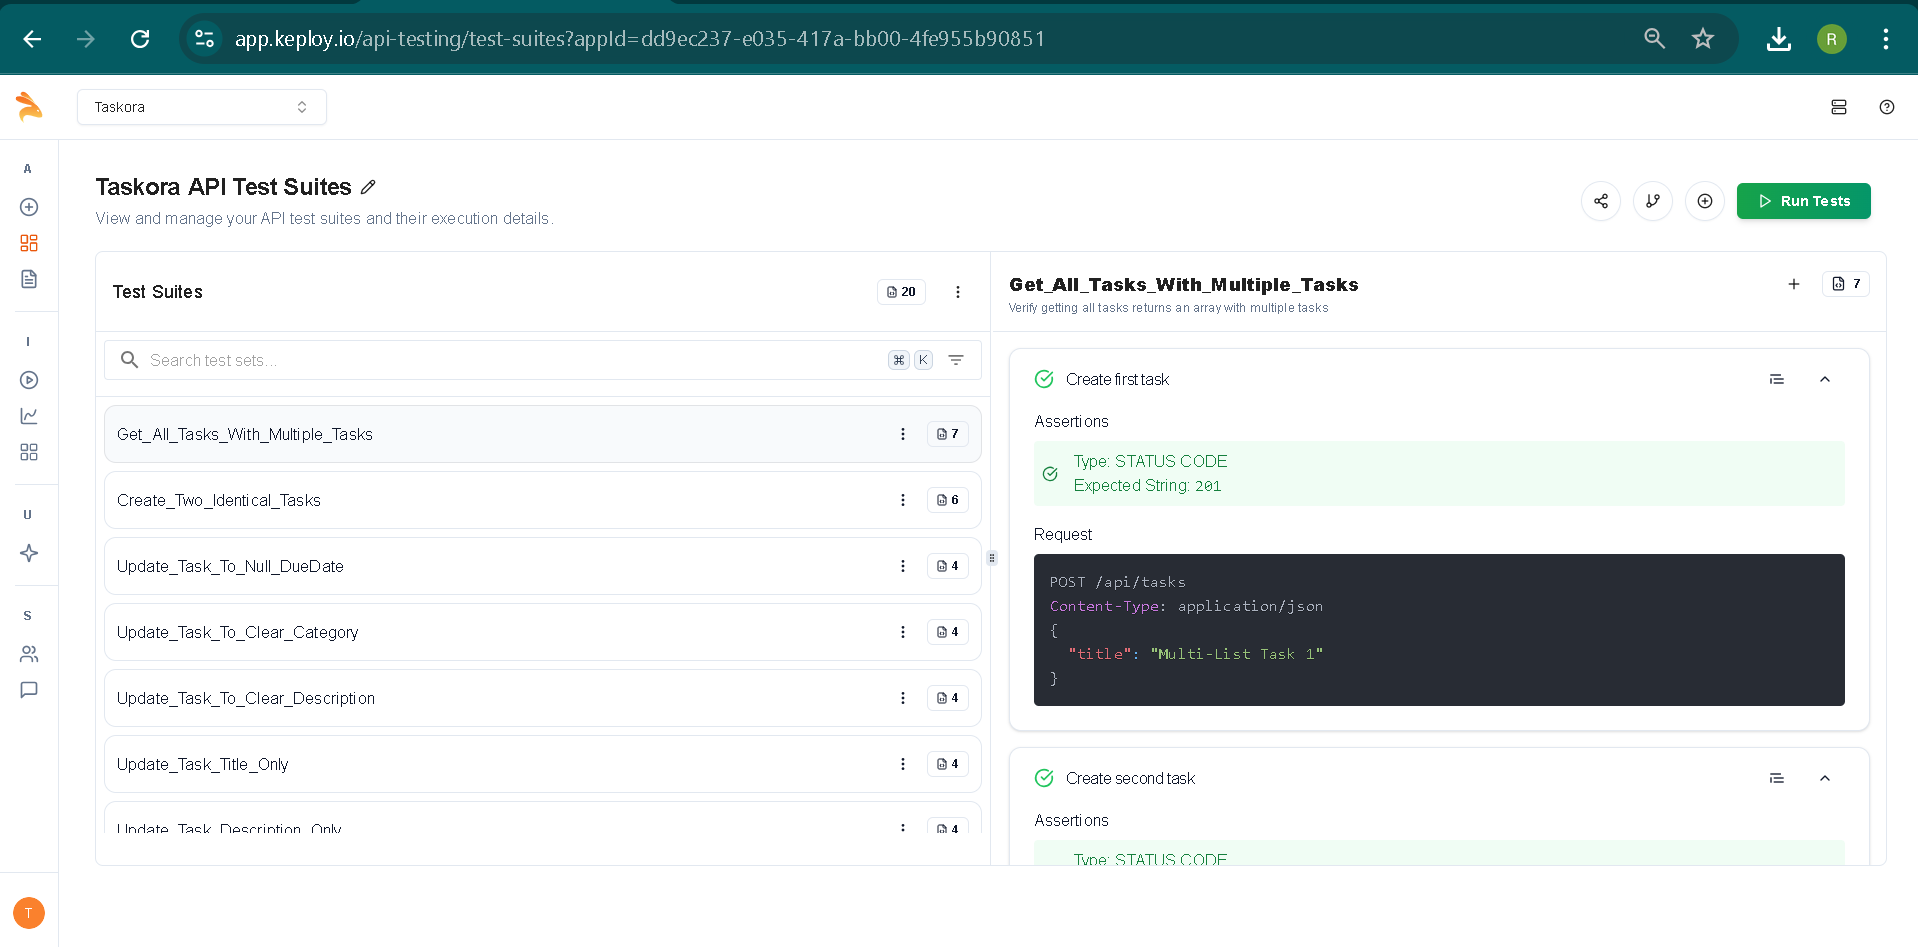 app.keploy.io/api-testing/test-suites?appId=dd9ec237-e035-417a-bb00-4fe955b90851
R
Taskora
A
I
U
S
T
Taskora API Test Suites
View and manage your API test suites and their execution details.
Run Tests
Test Suites
20
Search test sets...
⌘ K
Get_All_Tasks_With_Multiple_Tasks
7
Create_Two_Identical_Tasks
6
Update_Task_To_Null_DueDate
4
Update_Task_To_Clear_Category
4
Update_Task_To_Clear_Description
4
Update_Task_Title_Only
4
Update_Task_Description_Only
4
Get_All_Tasks_With_Multiple_Tasks
7
Verify getting all tasks returns an array with multiple tasks
Create first task
Assertions
Type: STATUS CODE
Expected String: 201
Request
POST /api/tasks
Content-Type: application/json
{
"title": "Multi-List Task 1"
}
Create second task
Assertions
Type: STATUS CODE